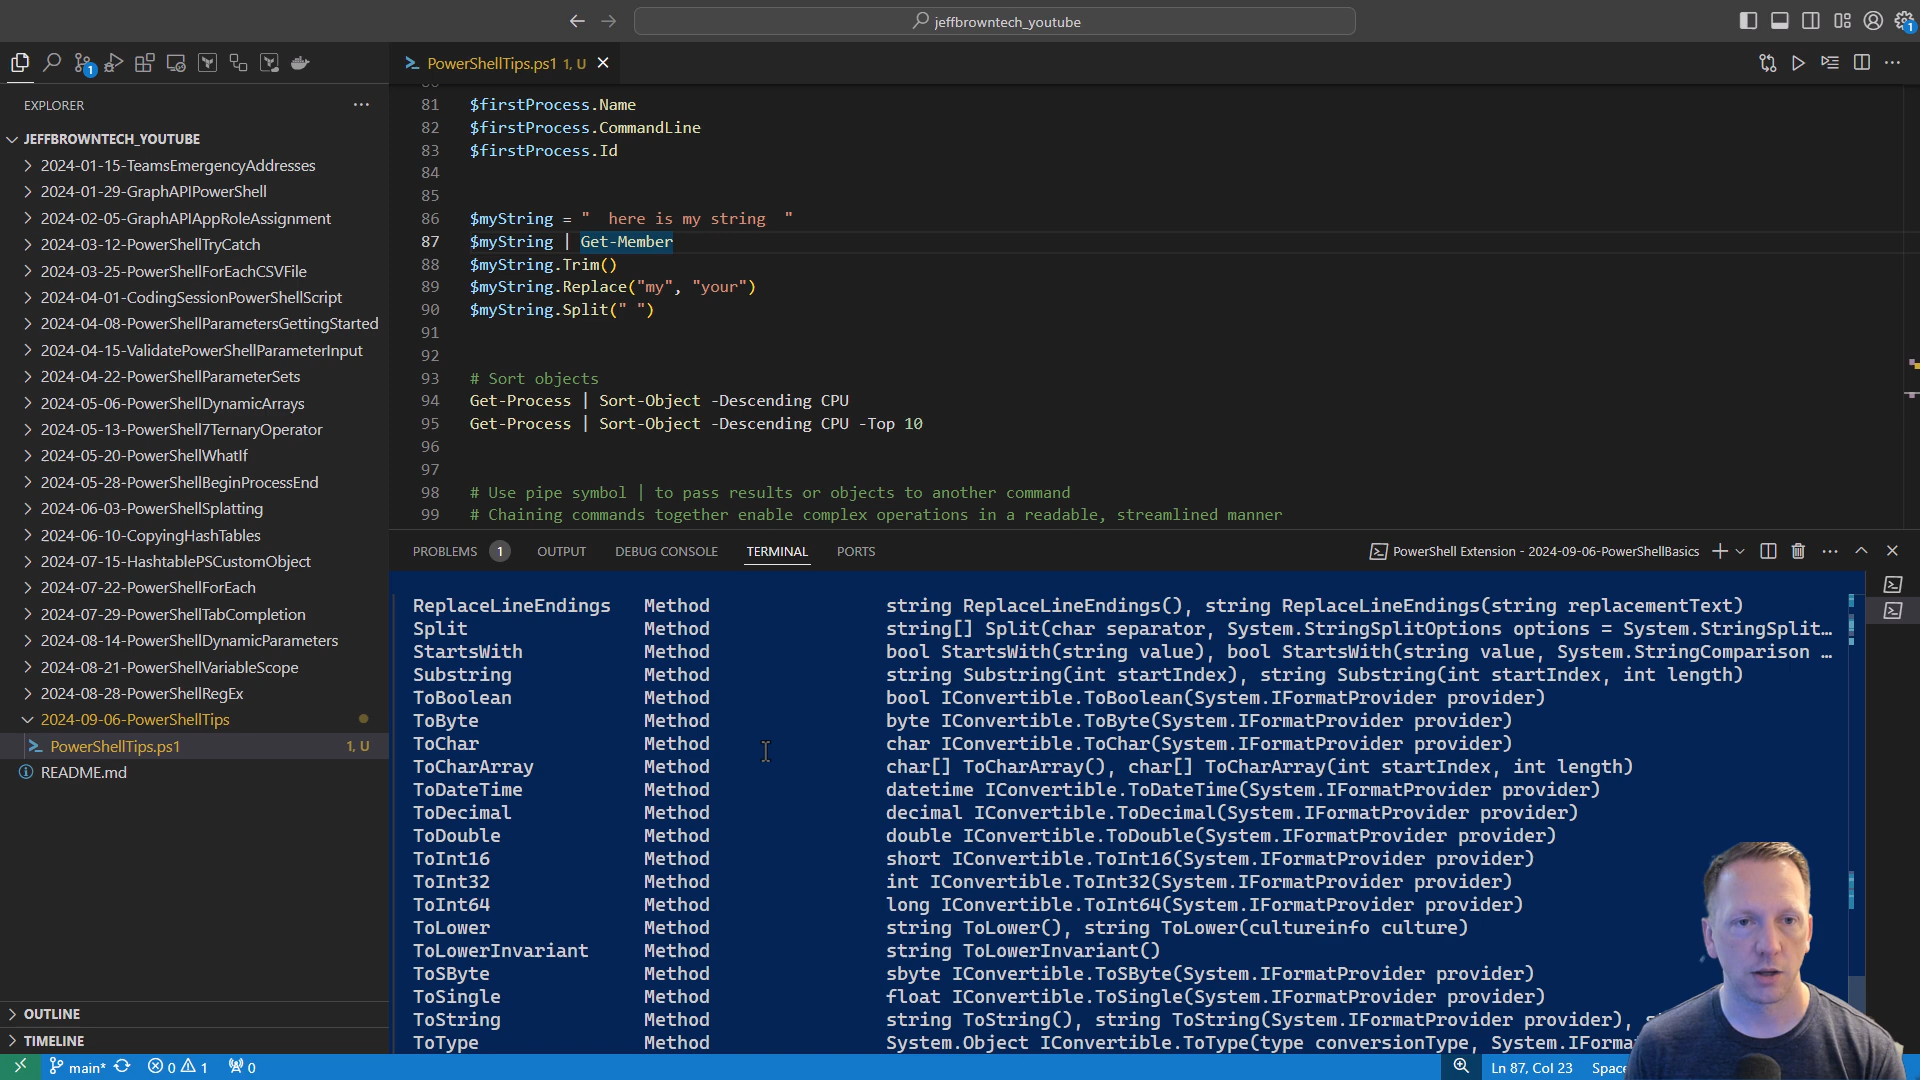 jeffbrowntech_youtube
1
1
PowerShellTips.ps1 1, U
EXPLORER
JEFFBROWNTECH_YOUTUBE
2024-01-15-TeamsEmergencyAddresses
2024-01-29-GraphAPIPowerShell
2024-02-05-GraphAPIAppRoleAssignment
2024-03-12-PowerShellTryCatch
2024-03-25-PowerShellForEachCSVFile
2024-04-01-CodingSessionPowerShellScript
2024-04-08-PowerShellParametersGettingStarted
2024-04-15-ValidatePowerShellParameterInput
2024-04-22-PowerShellParameterSets
2024-05-06-PowerShellDynamicArrays
2024-05-13-PowerShell7TernaryOperator
2024-05-20-PowerShellWhatIf
2024-05-28-PowerShellBeginProcessEnd
2024-06-03-PowerShellSplatting
2024-06-10-CopyingHashTables
2024-07-15-HashtablePSCustomObject
2024-07-22-PowerShellForEach
2024-07-29-PowerShellTabCompletion
2024-08-14-PowerShellDynamicParameters
2024-08-21-PowerShellVariableScope
2024-08-28-PowerShellRegEx
2024-09-06-PowerShellTips
PowerShellTips.ps1 1, U
README.md
OUTLINE
TIMELINE
81 $firstProcess.Name
82 $firstProcess.CommandLine
83 $firstProcess.Id
84
85
86 $myString = "  here is my string  "
87 $myString | Get-Member
88 $myString.Trim()
89 $myString.Replace("my", "your")
90 $myString.Split(" ")
91
92
93 # Sort objects
94 Get-Process | Sort-Object -Descending CPU
95 Get-Process | Sort-Object -Descending CPU -Top 10
96
97
98 # Use pipe symbol | to pass results or objects to another command
99 # Chaining commands together enable complex operations in a readable, streamlined manner
PROBLEMS 1 OUTPUT DEBUG CONSOLE TERMINAL PORTS PowerShell Extension - 2024-09-06-PowerShellBasics
ReplaceLineEndings Method string ReplaceLineEndings(), string ReplaceLineEndings(string replacementText)
Split Method string[] Split(char separator, System.StringSplitOptions options = System.StringSplit…
StartsWith Method bool StartsWith(string value), bool StartsWith(string value, System.StringComparison …
Substring Method string Substring(int startIndex), string Substring(int startIndex, int length)
ToBoolean Method bool IConvertible.ToBoolean(System.IFormatProvider provider)
ToByte Method byte IConvertible.ToByte(System.IFormatProvider provider)
ToChar Method char IConvertible.ToChar(System.IFormatProvider provider)
ToCharArray Method char[] ToCharArray(), char[] ToCharArray(int startIndex, int length)
ToDateTime Method datetime IConvertible.ToDateTime(System.IFormatProvider provider)
ToDecimal Method decimal IConvertible.ToDecimal(System.IFormatProvider provider)
ToDouble Method double IConvertible.ToDouble(System.IFormatProvider provider)
ToInt16 Method short IConvertible.ToInt16(System.IFormatProvider provider)
ToInt32 Method int IConvertible.ToInt32(System.IFormatProvider provider)
ToInt64 Method long IConvertible.ToInt64(System.IFormatProvider provider)
ToLower Method string ToLower(), string ToLower(cultureinfo culture)
ToLowerInvariant Method string ToLowerInvariant()
ToSByte Method sbyte IConvertible.ToSByte(System.IFormatProvider provider)
ToSingle Method float IConvertible.ToSingle(System.IFormatProvider provider)
ToString Method string ToString(), string ToString(System.IFormatProvider provider),
ToType Method System.Object IConvertible.ToType(type conversionType, System.IForma
main* 0 1 0 Ln 87, Col 23